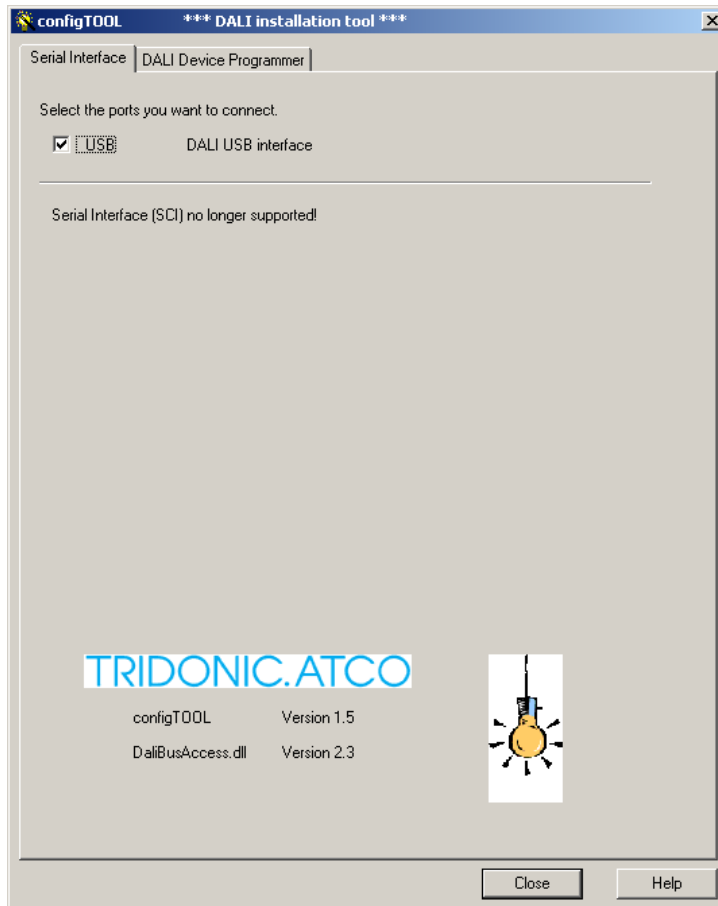 configTOOL *** DALI installation tool ***
Serial Interface DALI Device Programmer
Select the ports you want to connect.
USB DALI USB interface
Serial Interface (SCI) no longer supported!
TRIDONIC.ATCO
configTOOL Version 1.5
DaliBusAccess.dll Version 2.3
Close Help